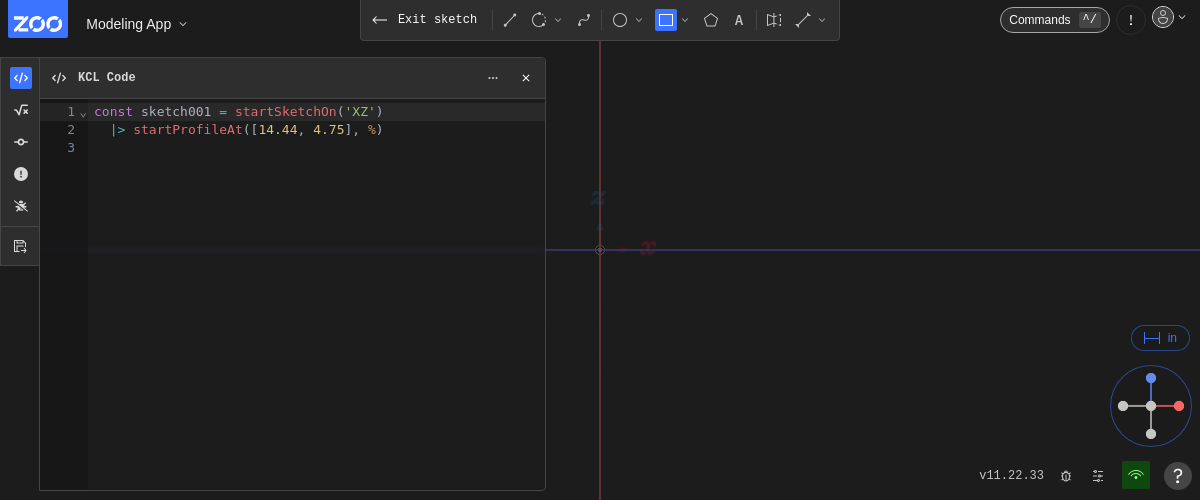 ZOO
Modeling App
Exit sketch
A
Commands ^/
!
KCL Code
1 const sketch001 = startSketchOn('XZ')
2 |> startProfileAt([14.44, 4.75], %)
3
z
x
in
v11.22.33
?